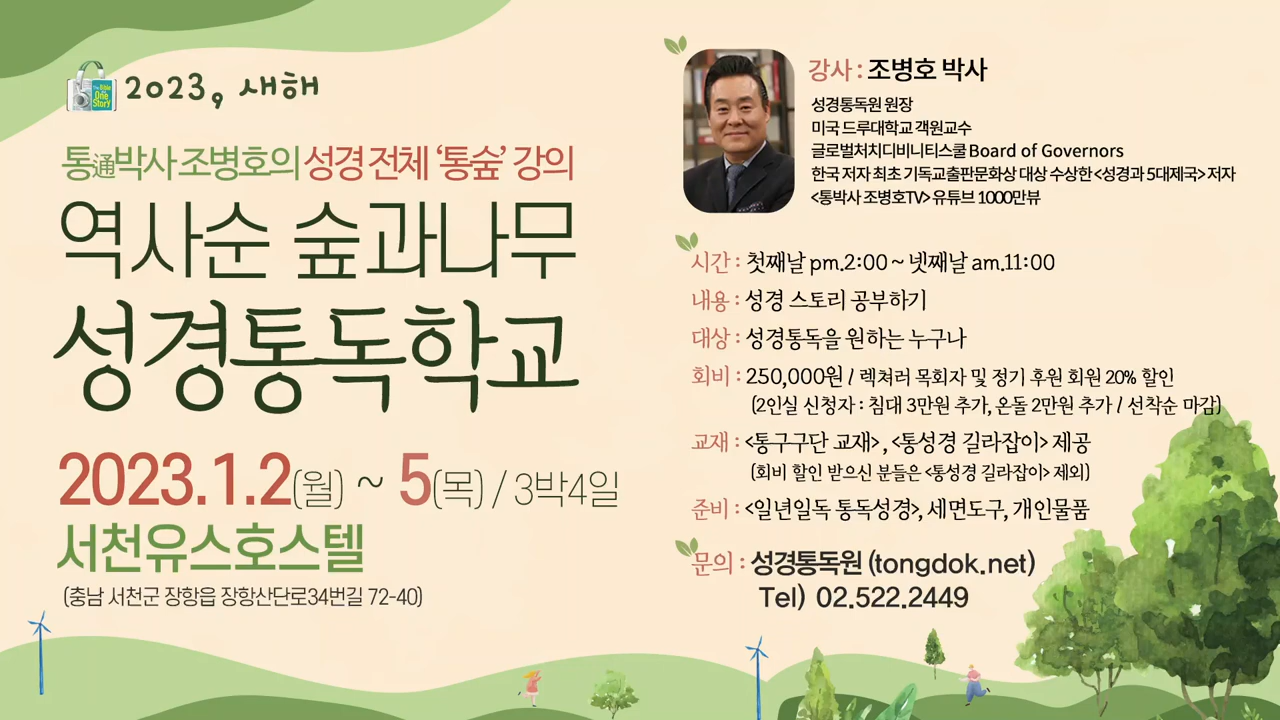 The Bible One Story
2023, 새해
통通박사 조병호의 성경 전체 '통숲' 강의
역사순 숲과나무
성경통독학교
2023.1.2(월) ~ 5(목) / 3박4일
서천유스호스텔
(충남 서천군 장항읍 장항산단로34번길 72-40)
강사 : 조병호 박사
성경통독원 원장
미국 드루대학교 객원교수
글로벌처치디비니티스쿨 Board of Governors
한국 저자 최초 기독교출판문화상 대상 수상한 <성경과 5대제국> 저자
<통박사 조병호TV> 유튜브 1000만뷰
시간 : 첫째날 pm.2:00 ~ 넷째날 am.11:00
내용 : 성경 스토리 공부하기
대상 : 성경통독을 원하는 누구나
회비 : 250,000원 / 렉쳐러 목회자 및 정기 후원 회원 20% 할인
(2인실 신청자 : 침대 3만원 추가, 온돌 2만원 추가 / 선착순 마감)
교재 : <통구구단 교재>, <통성경 길라잡이> 제공
(회비 할인 받으신 분들은 <통성경 길라잡이> 제외)
준비 : <일년일독 통독성경>, 세면도구, 개인물품
문의 : 성경통독원 (tongdok.net)
Tel) 02.522.2449